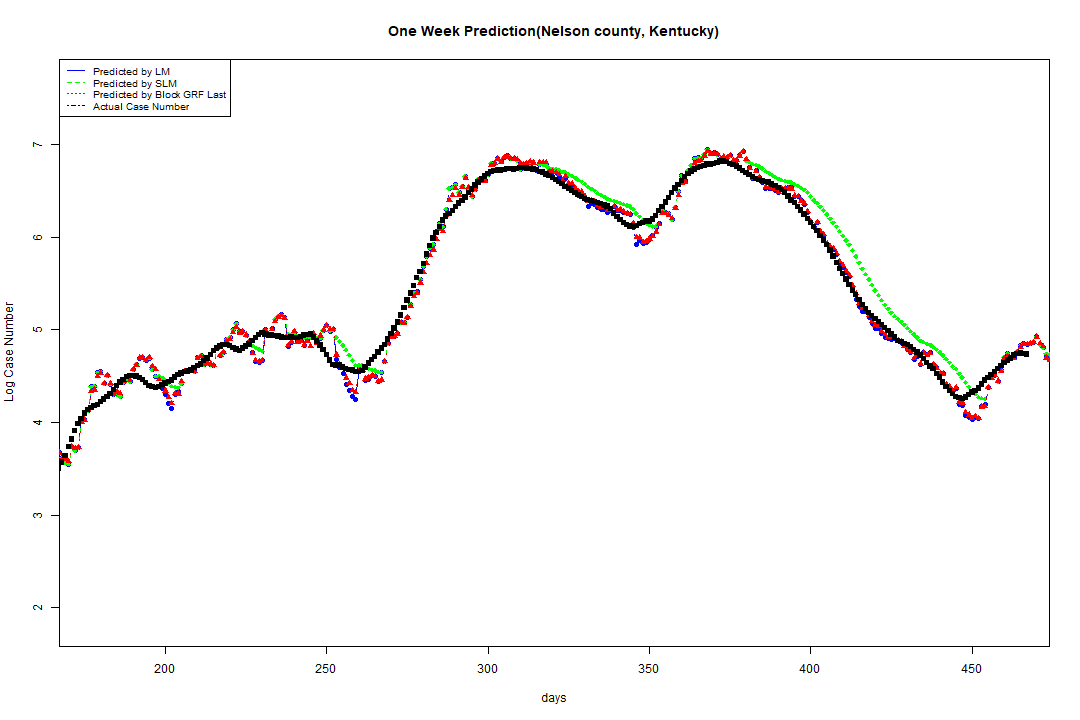 One Week Prediction(Nelson county, Kentucky)
Predicted by LM
Predicted by SLM
Predicted by Block GRF Last
Actual Case Number
7
6
5
4
3
2
Log Case Number
200 250 300 350 400 450
days